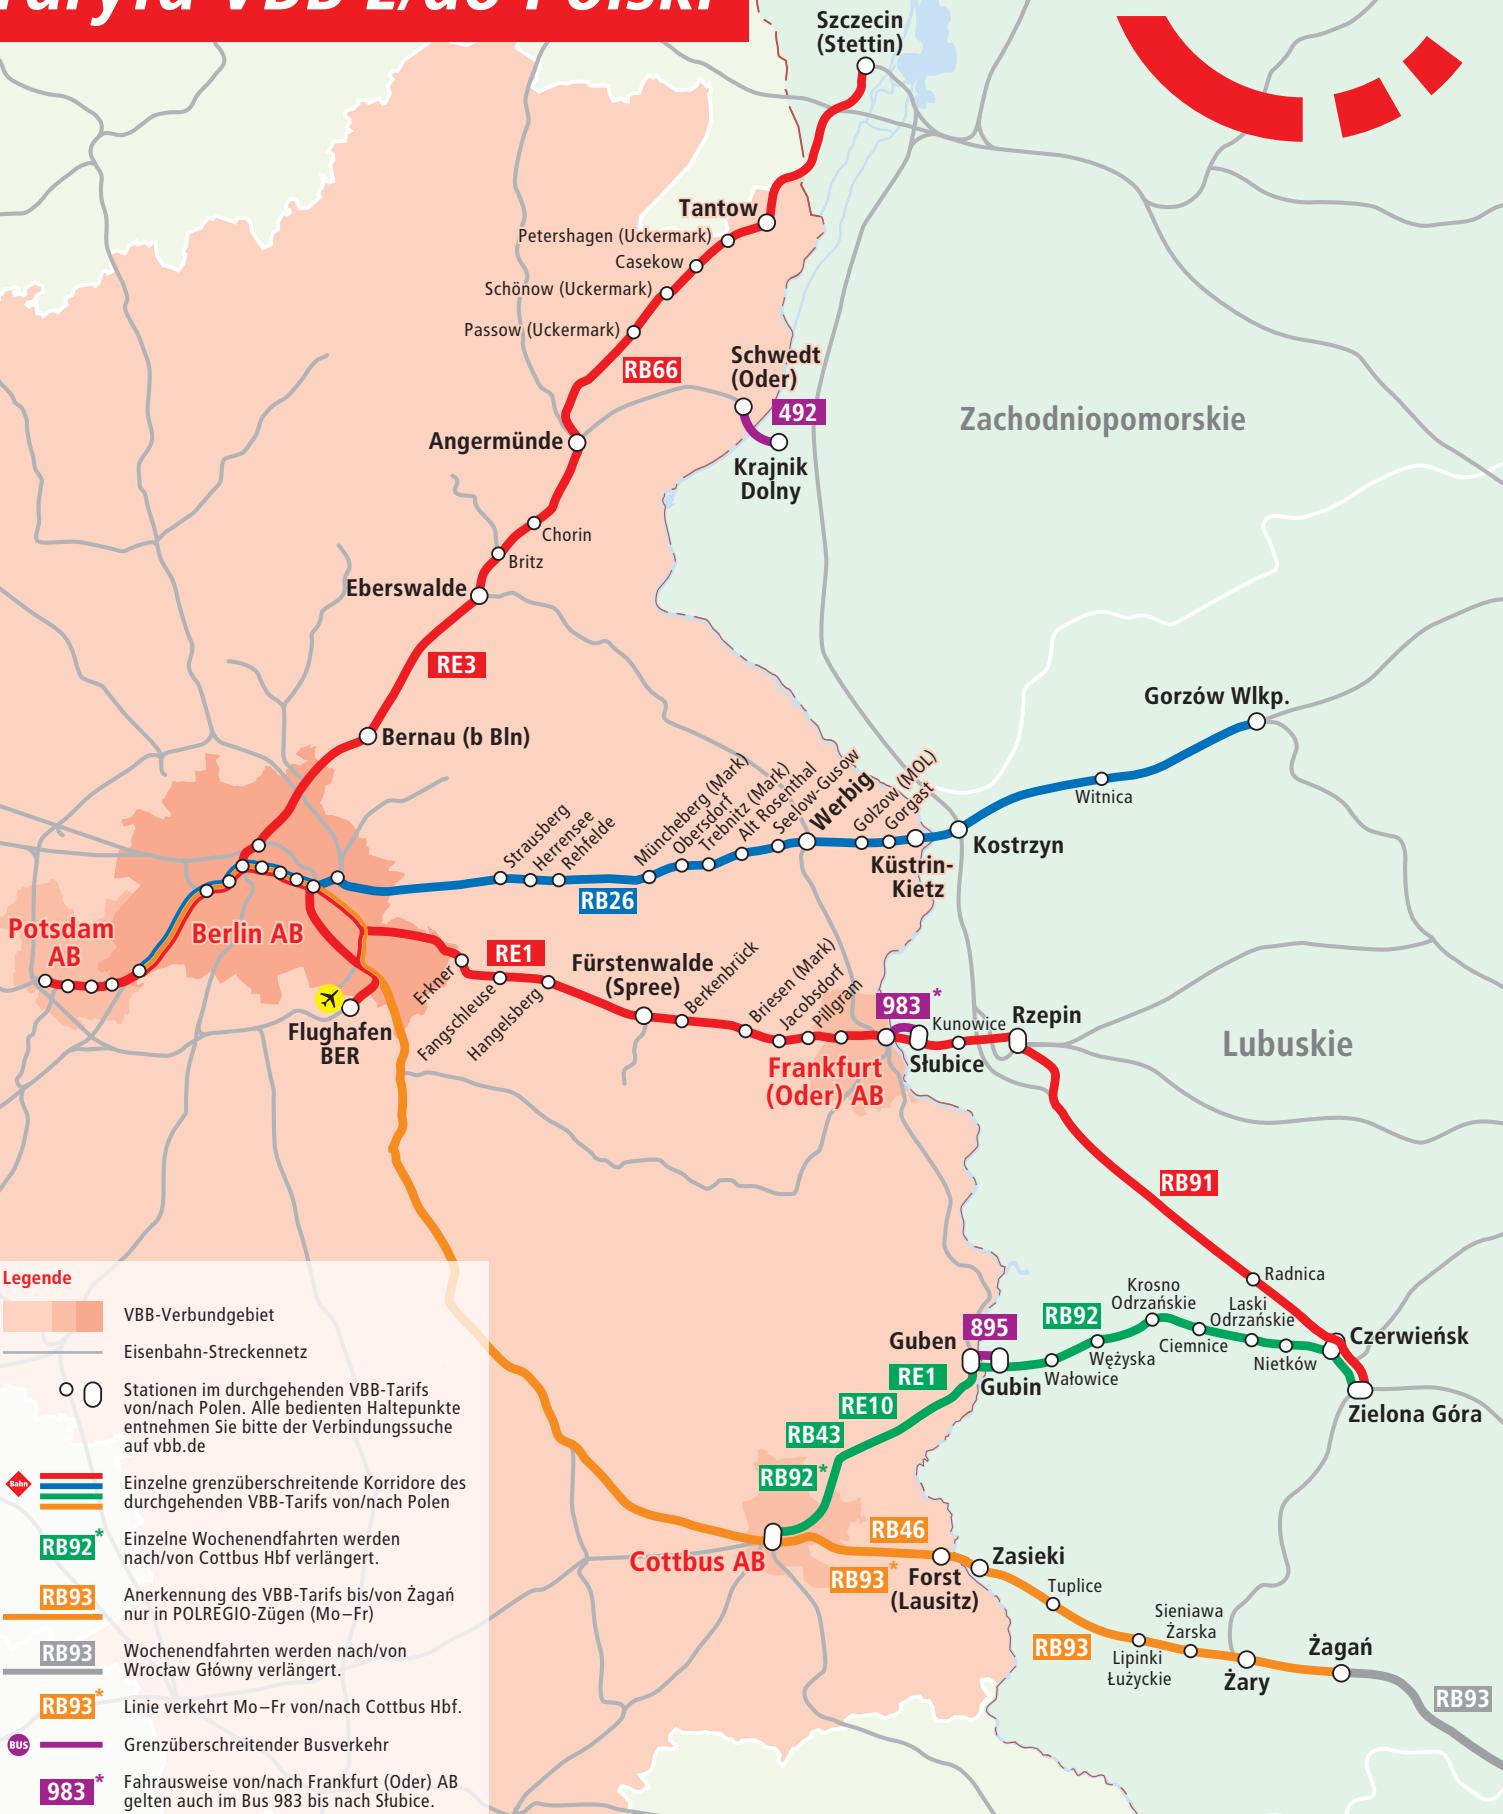 Taryfa VBB z/do Polski
Szczecin
(Stettin)
Tantow
Petershagen (Uckermark)
Casekow
Schönow (Uckermark)
Passow (Uckermark)
RB66
Schwedt
(Oder)
492
Krajnik
Dolny
Zachodniopomorskie
Angermünde
Chorin
Britz
Eberswalde
RE3
Bernau (b Bln)
Gorzów Wlkp.
Witnica
Kostrzyn
Strausberg
Herrensee
Rehfelde
Müncheberg (Mark)
Obersdorf
Trebnitz (Mark)
Alt Rosenthal
Seelow-Gusow
Werbig
Golzow (MOL)
Gorgast
Küstrin-
Kietz
RB26
Potsdam
AB
Berlin AB
Flughafen
BER
RE1
Erkner
Fangschleuse
Hangelsberg
Fürstenwalde
(Spree)
Berkenbrück
Briesen (Mark)
Jacobsdorf
Pillgram
983*
Frankfurt
(Oder) AB
Słubice
Kunowice
Rzepin
Lubuskie
RB91
Radnica
Krosno
Odrzańskie
Laski
Odrzańskie
RB92
895
Guben
Gubin
Wałowice
Wężyska
Ciemnice
Nietków
Czerwieńsk
Zielona Góra
RE1
RE10
RB43
RB92*
Cottbus AB
RB46
RB93*
Forst
(Lausitz)
Zasieki
Tuplice
RB93
Lipinki
Łużyckie
Sieniawa
Żarska
Żary
Żagań
RB93
Legende
VBB-Verbundgebiet
Eisenbahn-Streckennetz
Stationen im durchgehenden VBB-Tarifs
von/nach Polen. Alle bedienten Haltepunkte
entnehmen Sie bitte der Verbindungssuche
auf vbb.de
Bahn
Einzelne grenzüberschreitende Korridore des
durchgehenden VBB-Tarifs von/nach Polen
RB92*
Einzelne Wochenendfahrten werden
nach/von Cottbus Hbf verlängert.
RB93
Anerkennung des VBB-Tarifs bis/von Żagań
nur in POLREGIO-Zügen (Mo–Fr)
RB93
Wochenendfahrten werden nach/von
Wrocław Główny verlängert.
RB93*
Linie verkehrt Mo–Fr von/nach Cottbus Hbf.
BUS
Grenzüberschreitender Busverkehr
983*
Fahrausweise von/nach Frankfurt (Oder) AB
gelten auch im Bus 983 bis nach Słubice.